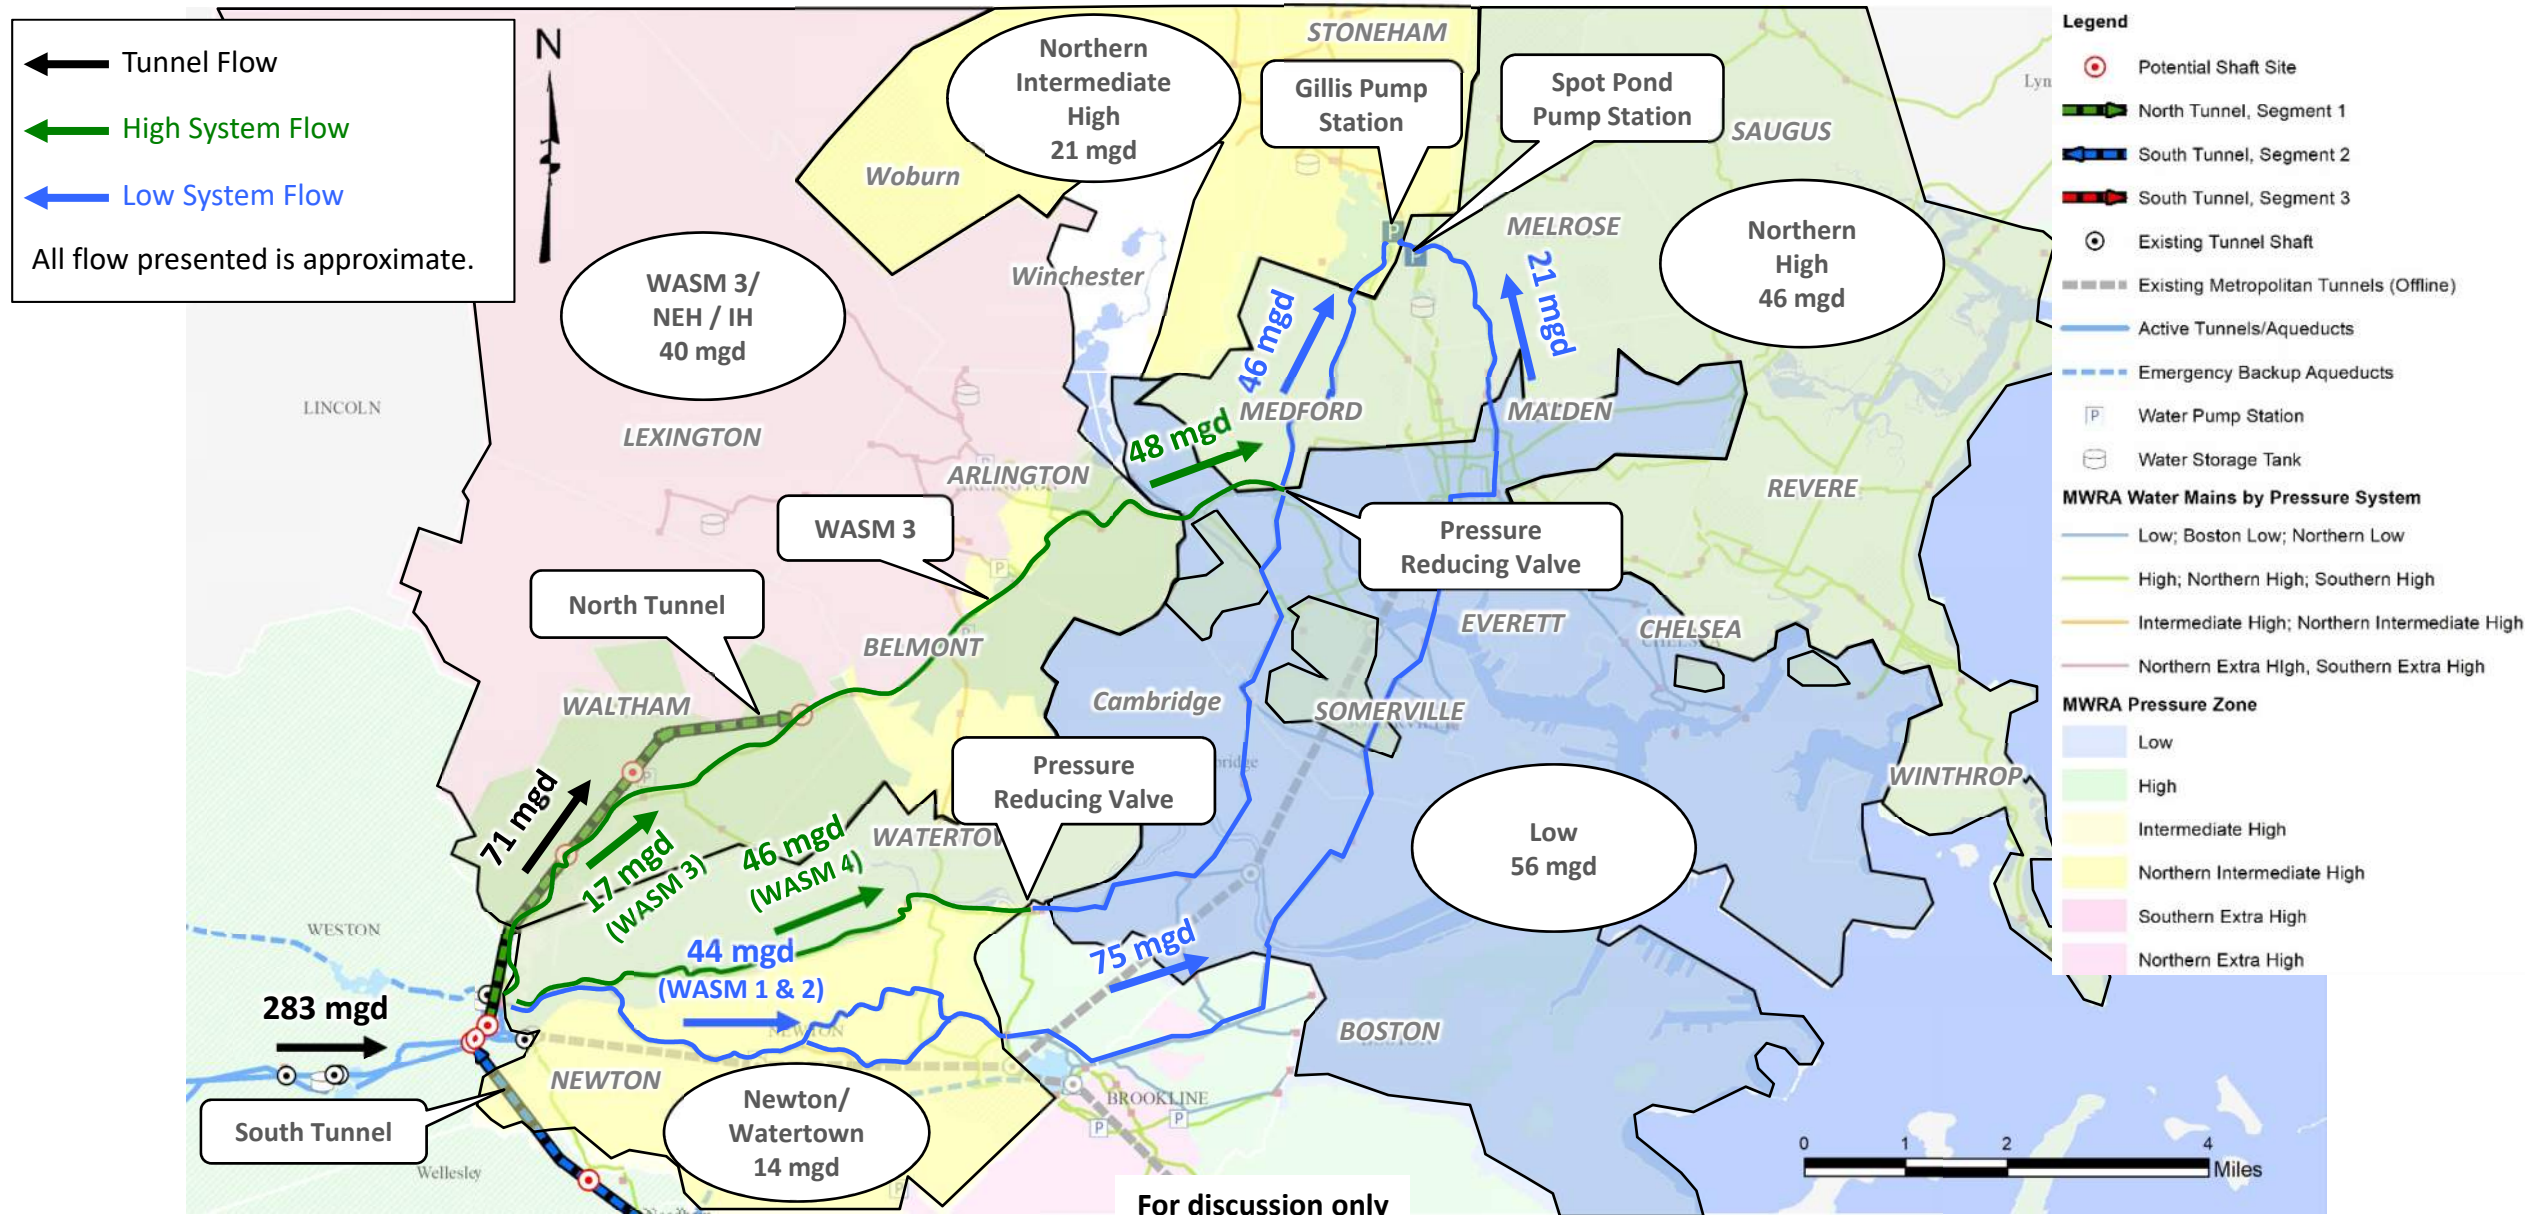 Tunnel Flow
High System Flow
Low System Flow
All flow presented is approximate.
N
Northern
Intermediate
High
21 mgd
STONEHAM
Gillis Pump
Station
Spot Pond
Pump Station
SAUGUS
Lyn
Woburn
MELROSE
Northern
High
46 mgd
Winchester
WASM 3/
NEH / IH
40 mgd
21 mgd
46 mgd
LINCOLN
LEXINGTON
MEDFORD
MALDEN
48 mgd
ARLINGTON
REVERE
WASM 3
Pressure
Reducing Valve
North Tunnel
BELMONT
EVERETT
CHELSEA
WALTHAM
Cambridge
SOMERVILLE
Pressure
Reducing Valve
WINTHROP
71 mgd
17 mgd
(WASM 3)
46 mgd
(WASM 4)
WATERTOW
Low
56 mgd
WESTON
44 mgd
(WASM 1 & 2)
75 mgd
283 mgd
NEWTON
BOSTON
NEWTON
BROOKLINE
South Tunnel
Newton/
Watertown
14 mgd
Wellesley
For discussion only
0 1 2 4
Miles
Legend
Potential Shaft Site
North Tunnel, Segment 1
South Tunnel, Segment 2
South Tunnel, Segment 3
Existing Tunnel Shaft
Existing Metropolitan Tunnels (Offline)
Active Tunnels/Aqueducts
Emergency Backup Aqueducts
P Water Pump Station
Water Storage Tank
MWRA Water Mains by Pressure System
Low; Boston Low; Northern Low
High; Northern High; Southern High
Intermediate High; Northern Intermediate High
Northern Extra HIgh, Southern Extra High
MWRA Pressure Zone
Low
High
Intermediate High
Northern Intermediate High
Southern Extra High
Northern Extra High